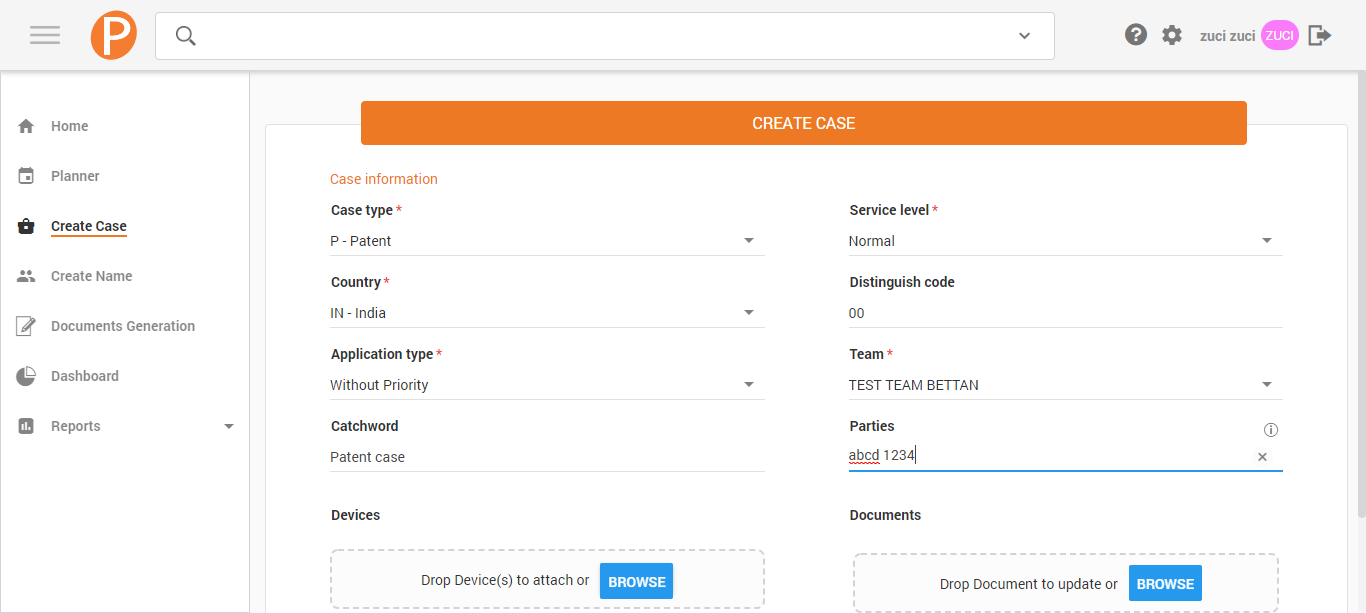 P
zuci zuci ZUCI
Home
Planner
Create Case
Create Name
Documents Generation
Dashboard
Reports
CREATE CASE
Case information
Case type *
P - Patent
Service level *
Normal
Country *
IN - India
Distinguish code
00
Application type *
Without Priority
Team *
TEST TEAM BETTAN
Catchword
Patent case
Parties
abcd 1234
Devices
Drop Device(s) to attach or BROWSE
Documents
Drop Document to update or BROWSE